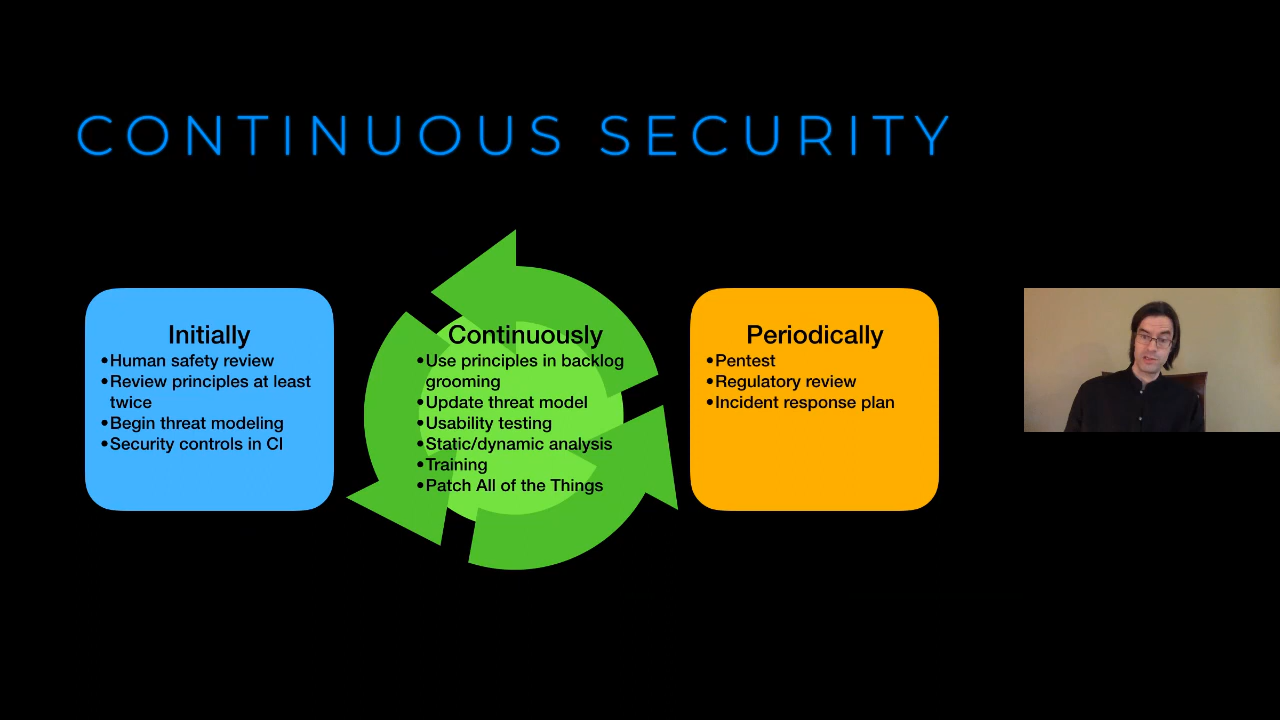 CONTINUOUS SECURITY
Initially
•Human safety review
•Review principles at least
twice
•Begin threat modeling
•Security controls in CI
Continuously
•Use principles in backlog
grooming
•Update threat model
•Usability testing
•Static/dynamic analysis
•Training
•Patch All of the Things
Periodically
•Pentest
•Regulatory review
•Incident response plan